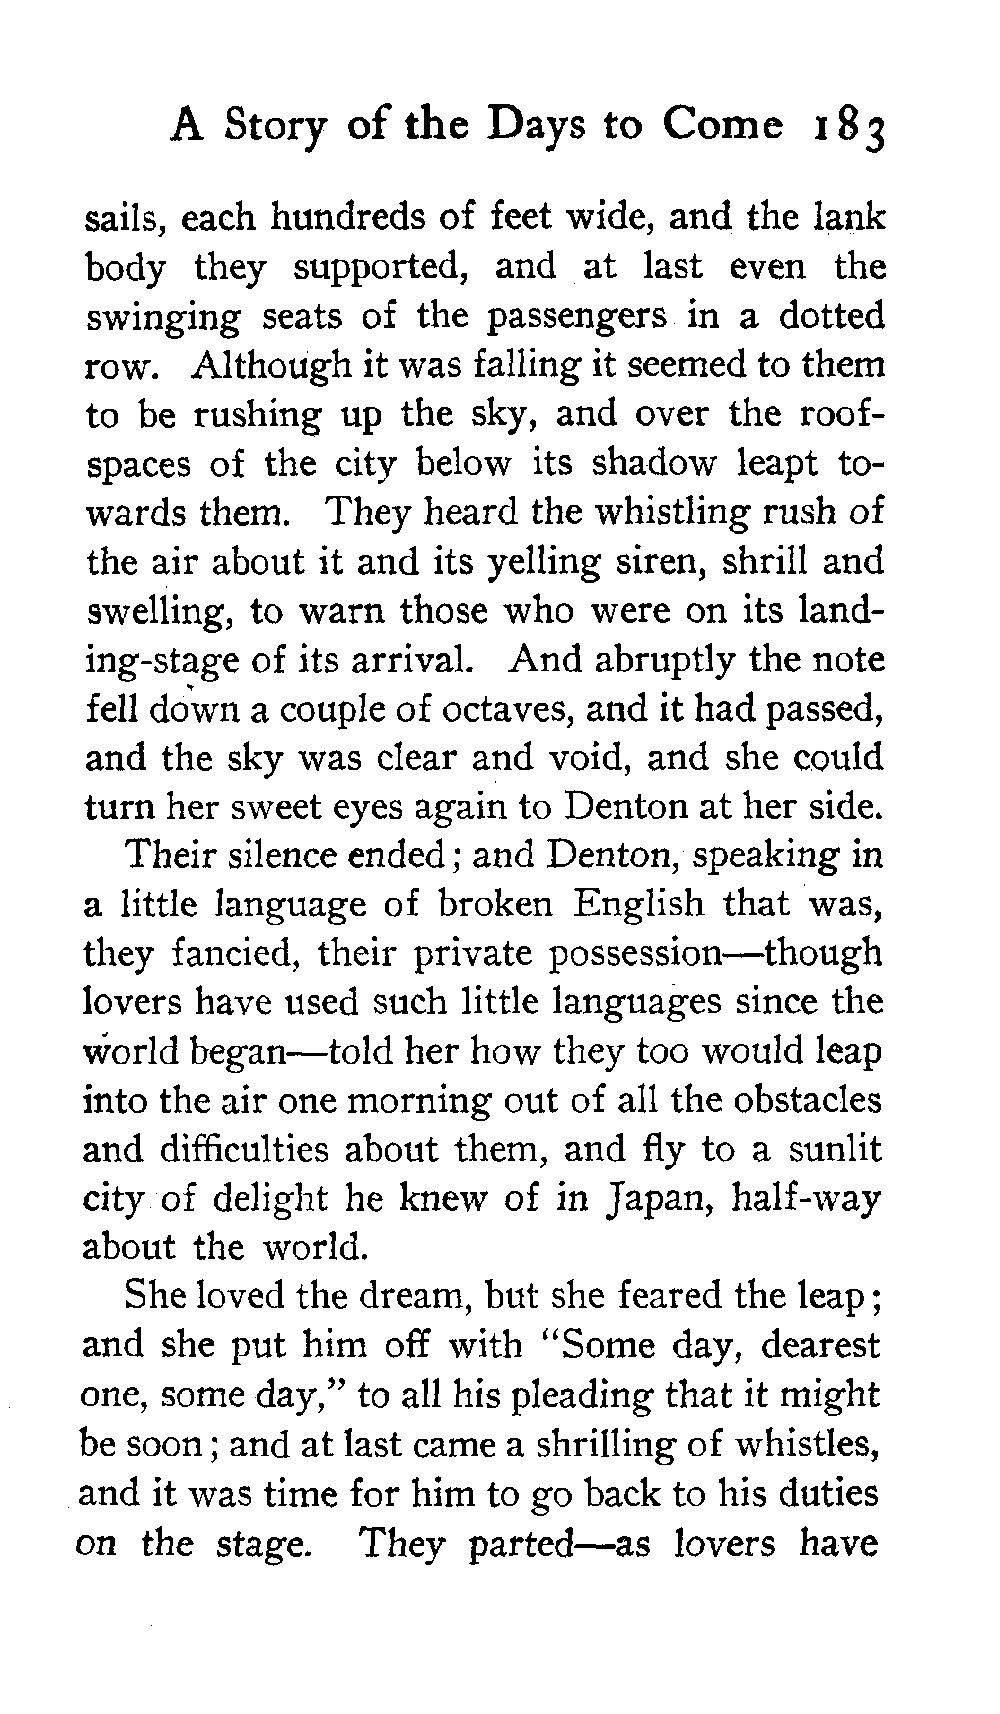 A Story of the Days to Come 183
sails, each hundreds of feet wide, and the lank
body they supported, and at last even the
swinging seats of the passengers in a dotted
row. Although it was falling it seemed to them
to be rushing up the sky, and over the roof-
spaces of the city below its shadow leapt to-
wards them. They heard the whistling rush of
the air about it and its yelling siren, shrill and
swelling, to warn those who were on its land-
ing-stage of its arrival. And abruptly the note
fell down a couple of octaves, and it had passed,
and the sky was clear and void, and she could
turn her sweet eyes again to Denton at her side.
Their silence ended; and Denton, speaking in
a little language of broken English that was,
they fancied, their private possession—though
lovers have used such little languages since the
world began—told her how they too would leap
into the air one morning out of all the obstacles
and difficulties about them, and fly to a sunlit
city of delight he knew of in Japan, half-way
about the world.
She loved the dream, but she feared the leap;
and she put him off with “Some day, dearest
one, some day,” to all his pleading that it might
be soon; and at last came a shrilling of whistles,
and it was time for him to go back to his duties
on the stage. They parted—as lovers have